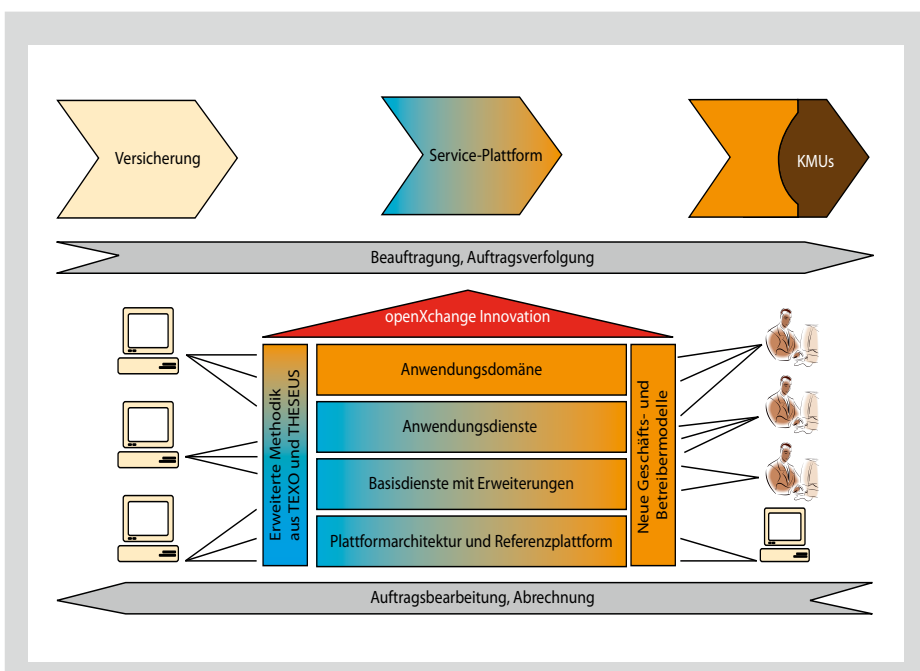 Versicherung
Service-Plattform
KMUs
Beauftragung, Auftragsverfolgung
openXchange Innovation
Erweiterte Methodik
aus TEXO und THESEUS
Anwendungsdomäne
Anwendungsdienste
Basisdienste mit Erweiterungen
Plattformarchitektur und Referenzplattform
Neue Geschäfts- und
Betreibermodelle
Auftragsbearbeitung, Abrechnung